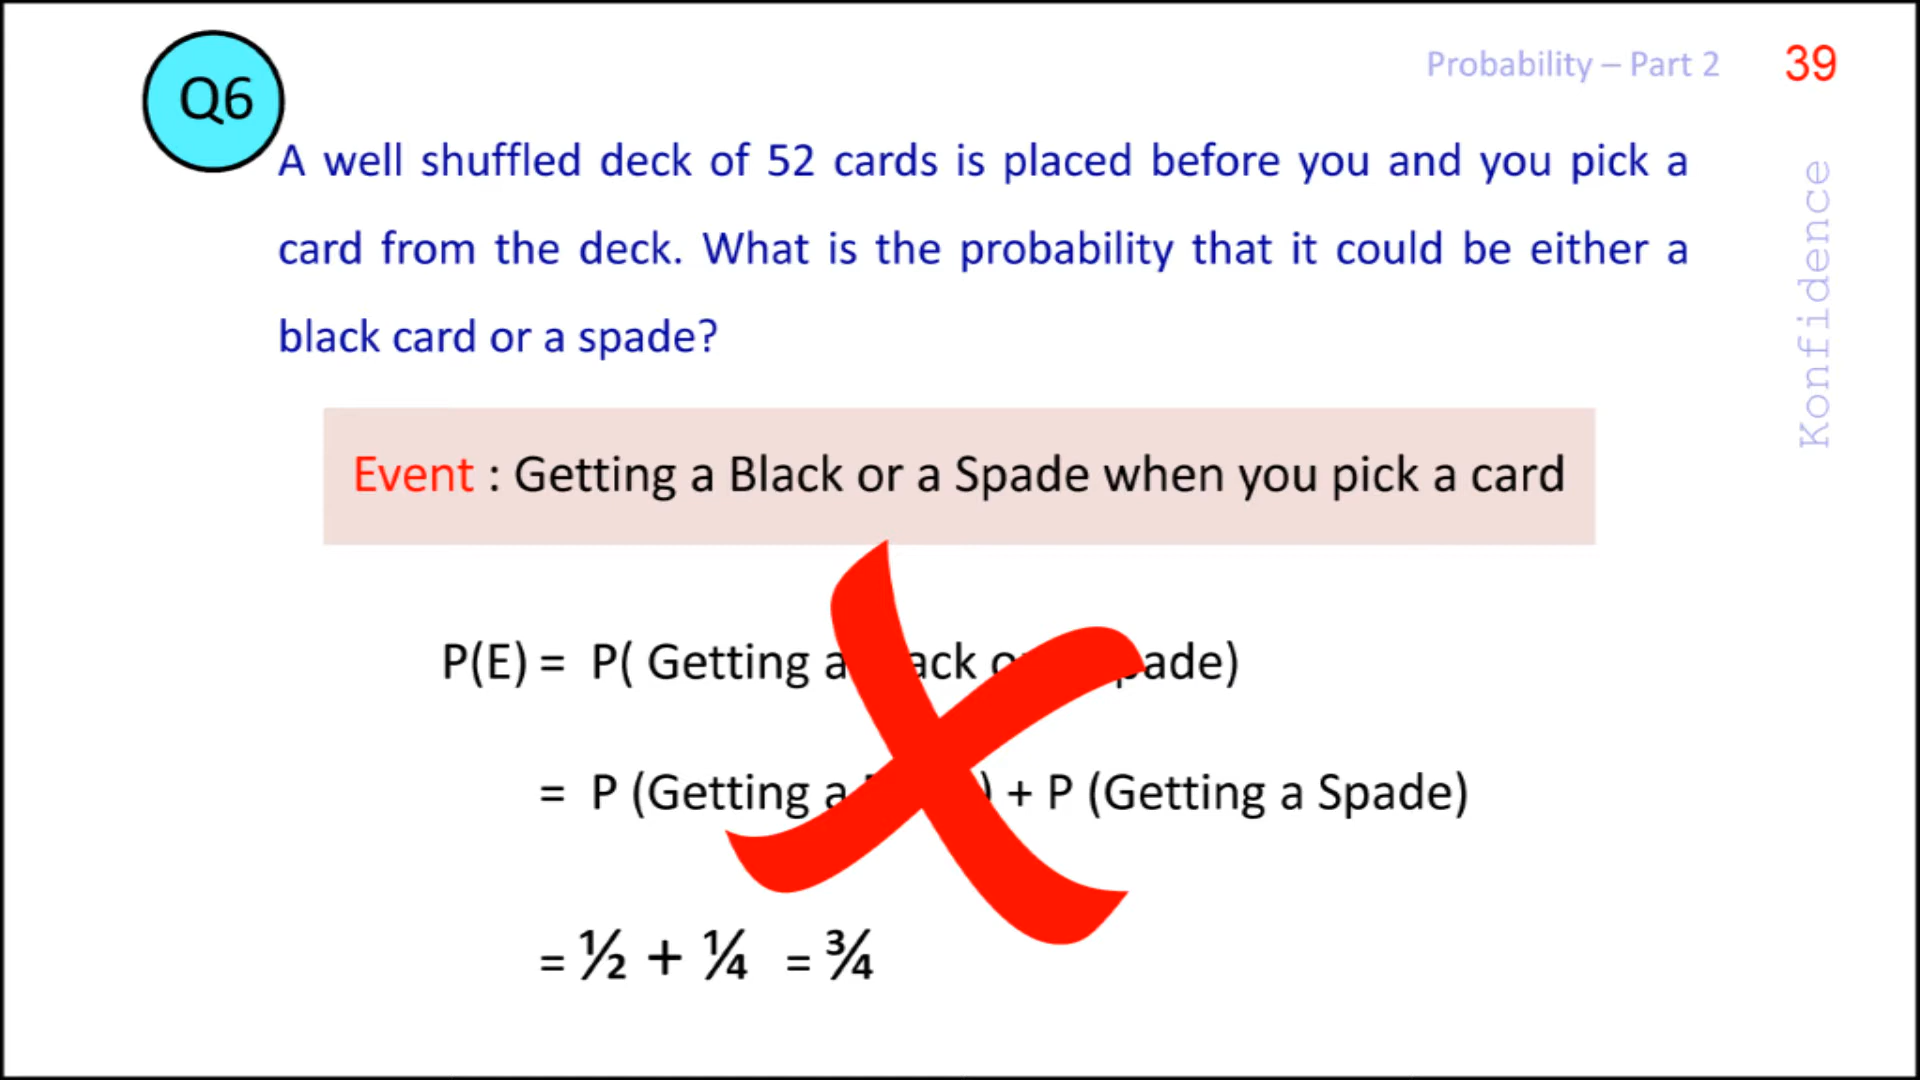 Q6
Probability – Part 2
39
A well shuffled deck of 52 cards is placed before you and you pick a
card from the deck. What is the probability that it could be either a
black card or a spade?
Konfidence
Event : Getting a Black or a Spade when you pick a card
P(E) = P( Getting a ack o pade)
= P (Getting a ) + P (Getting a Spade)
= ½ + ¼ = ¾